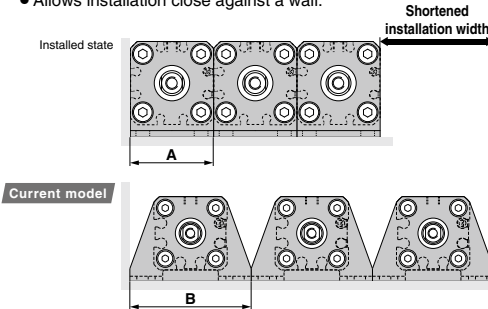 ● Allows installation close against a wall.
Shortened
installation width
Installed state
A
Current model
B